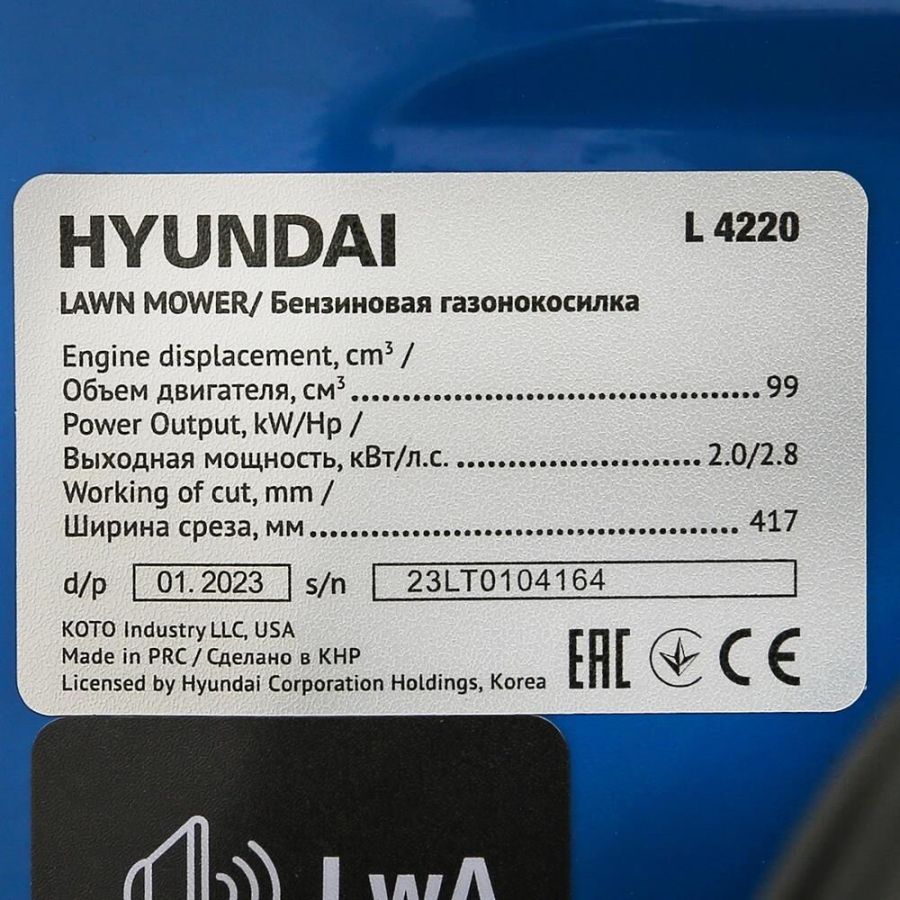 HYUNDAI L 4220
LAWN MOWER/ Бензиновая газонокосилка
Engine displacement, cm³ /
Объем двигателя, см³........................................99
Power Output, kW/Hp /
Выходная мощность, кВт/л.с. ........................2.0/2.8
Working of cut, mm /
Ширина среза, мм.......................................... 417
d/p 01. 2023 s/n 23LT0104164
KOTO Industry LLC, USA
Made in PRC / Сделано в КНР
Licensed by Hyundai Corporation Holdings, Korea EAC CE
LwA